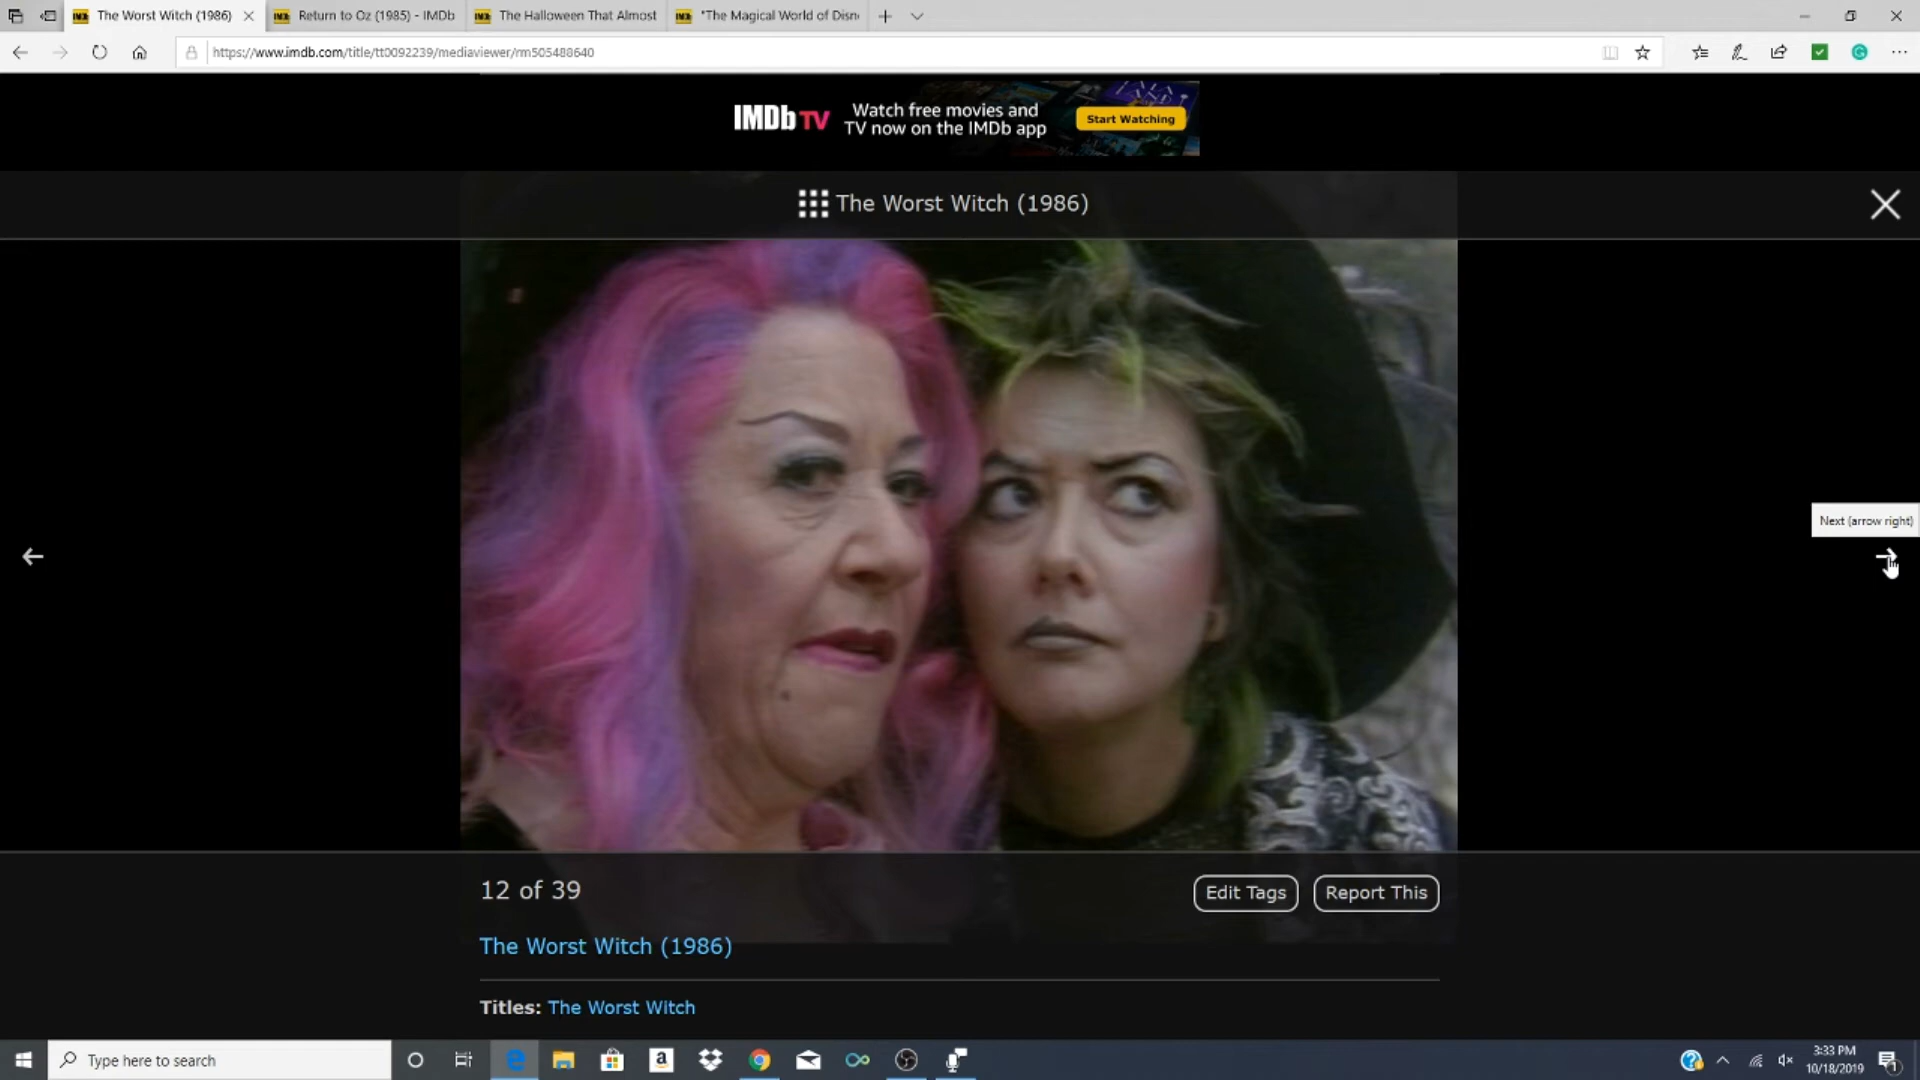 The Worst Witch (1986)
Return to Oz (1985) - IMDb
The Halloween That Almost
"The Magical World of Disn
https://www.imdb.com/title/tt0092239/mediaviewer/rm505488640
IMDb TV
Watch free movies and
TV now on the IMDb app
Start Watching
The Worst Witch (1986)
Next (arrow right)
12 of 39
Edit Tags
Report This
The Worst Witch (1986)
Titles: The Worst Witch
Type here to search
3:33 PM
10/18/2019